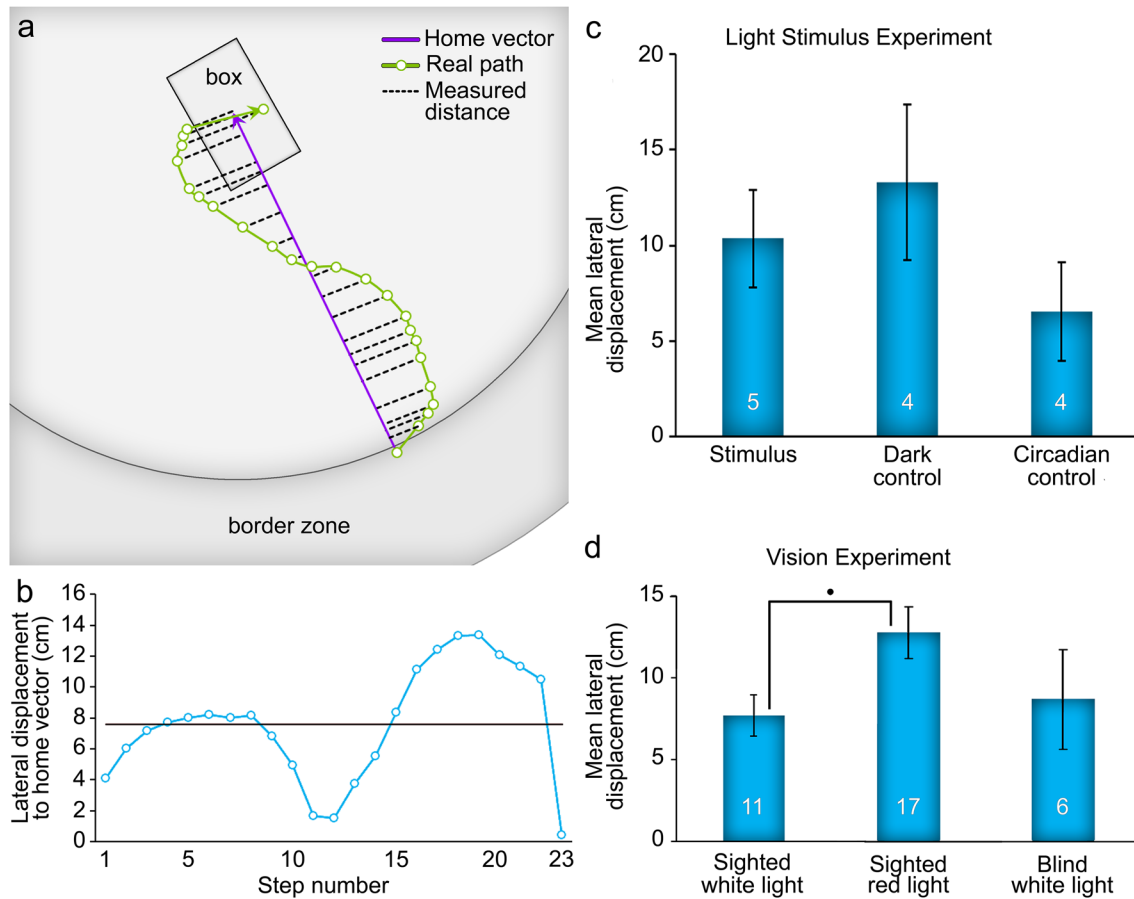 a
Home vector
Real path
Measured
distance
box
border zone
b
Lateral displacement
to home vector (cm)
16
14
12
10
8
6
4
2
0
1
5
10
15
20
23
Step number
c
Light Stimulus Experiment
Mean lateral
displacement (cm)
20
15
10
5
0
5
4
4
Stimulus
Dark
control
Circadian
control
d
Vision Experiment
Mean lateral
displacement (cm)
15
10
5
0
11
17
6
Sighted
white light
Sighted
red light
Blind
white light